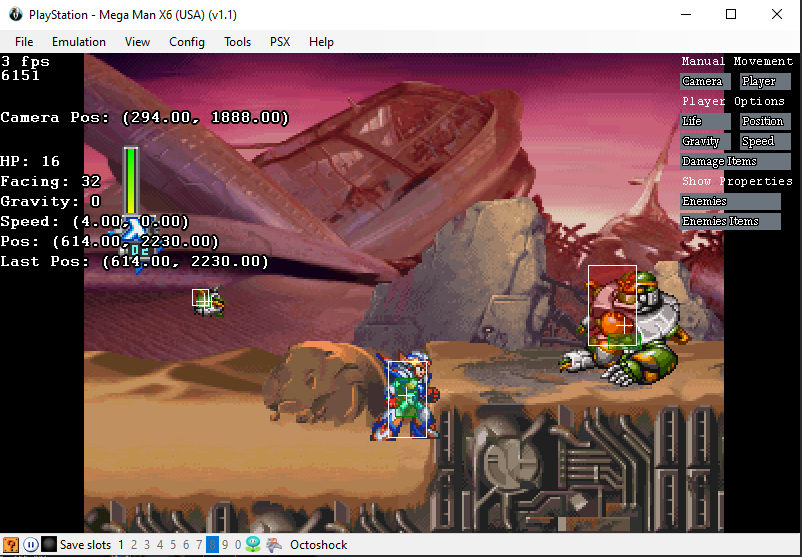 PlayStation - Mega Man X6 (USA) (v1.1)
File Emulation View Config Tools PSX Help
3 fps
6151
Manual Movement
Camera Player
Player Options
Life Position
Gravity Speed
Damage Items
Show Properties
Enemies
Enemies Items
Camera Pos: (294.00, 1888.00)
HP: 16
Facing: 32
Gravity: 0
Speed: (4.00, 0.00)
Pos: (614.00, 2230.00)
Last Pos: (614.00, 2230.00)
Save slots 1 2 3 4 5 6 7 8 9 0 Octoshock